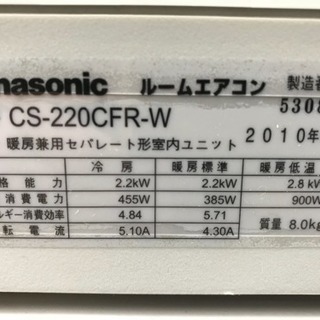 nasonic ルームエアコン 製造番
CS-220CFR-W 5308
暖房兼用セパレート形室内ユニット 2010年
冷房 暖房標準 暖房低温
格能力 2.2kW 2.2kW 2.8kW
消費電力 455W 385W 900W
ルギー消費効率 4.84 5.71
転電流 5.10A 4.30A 質量 8.0kg